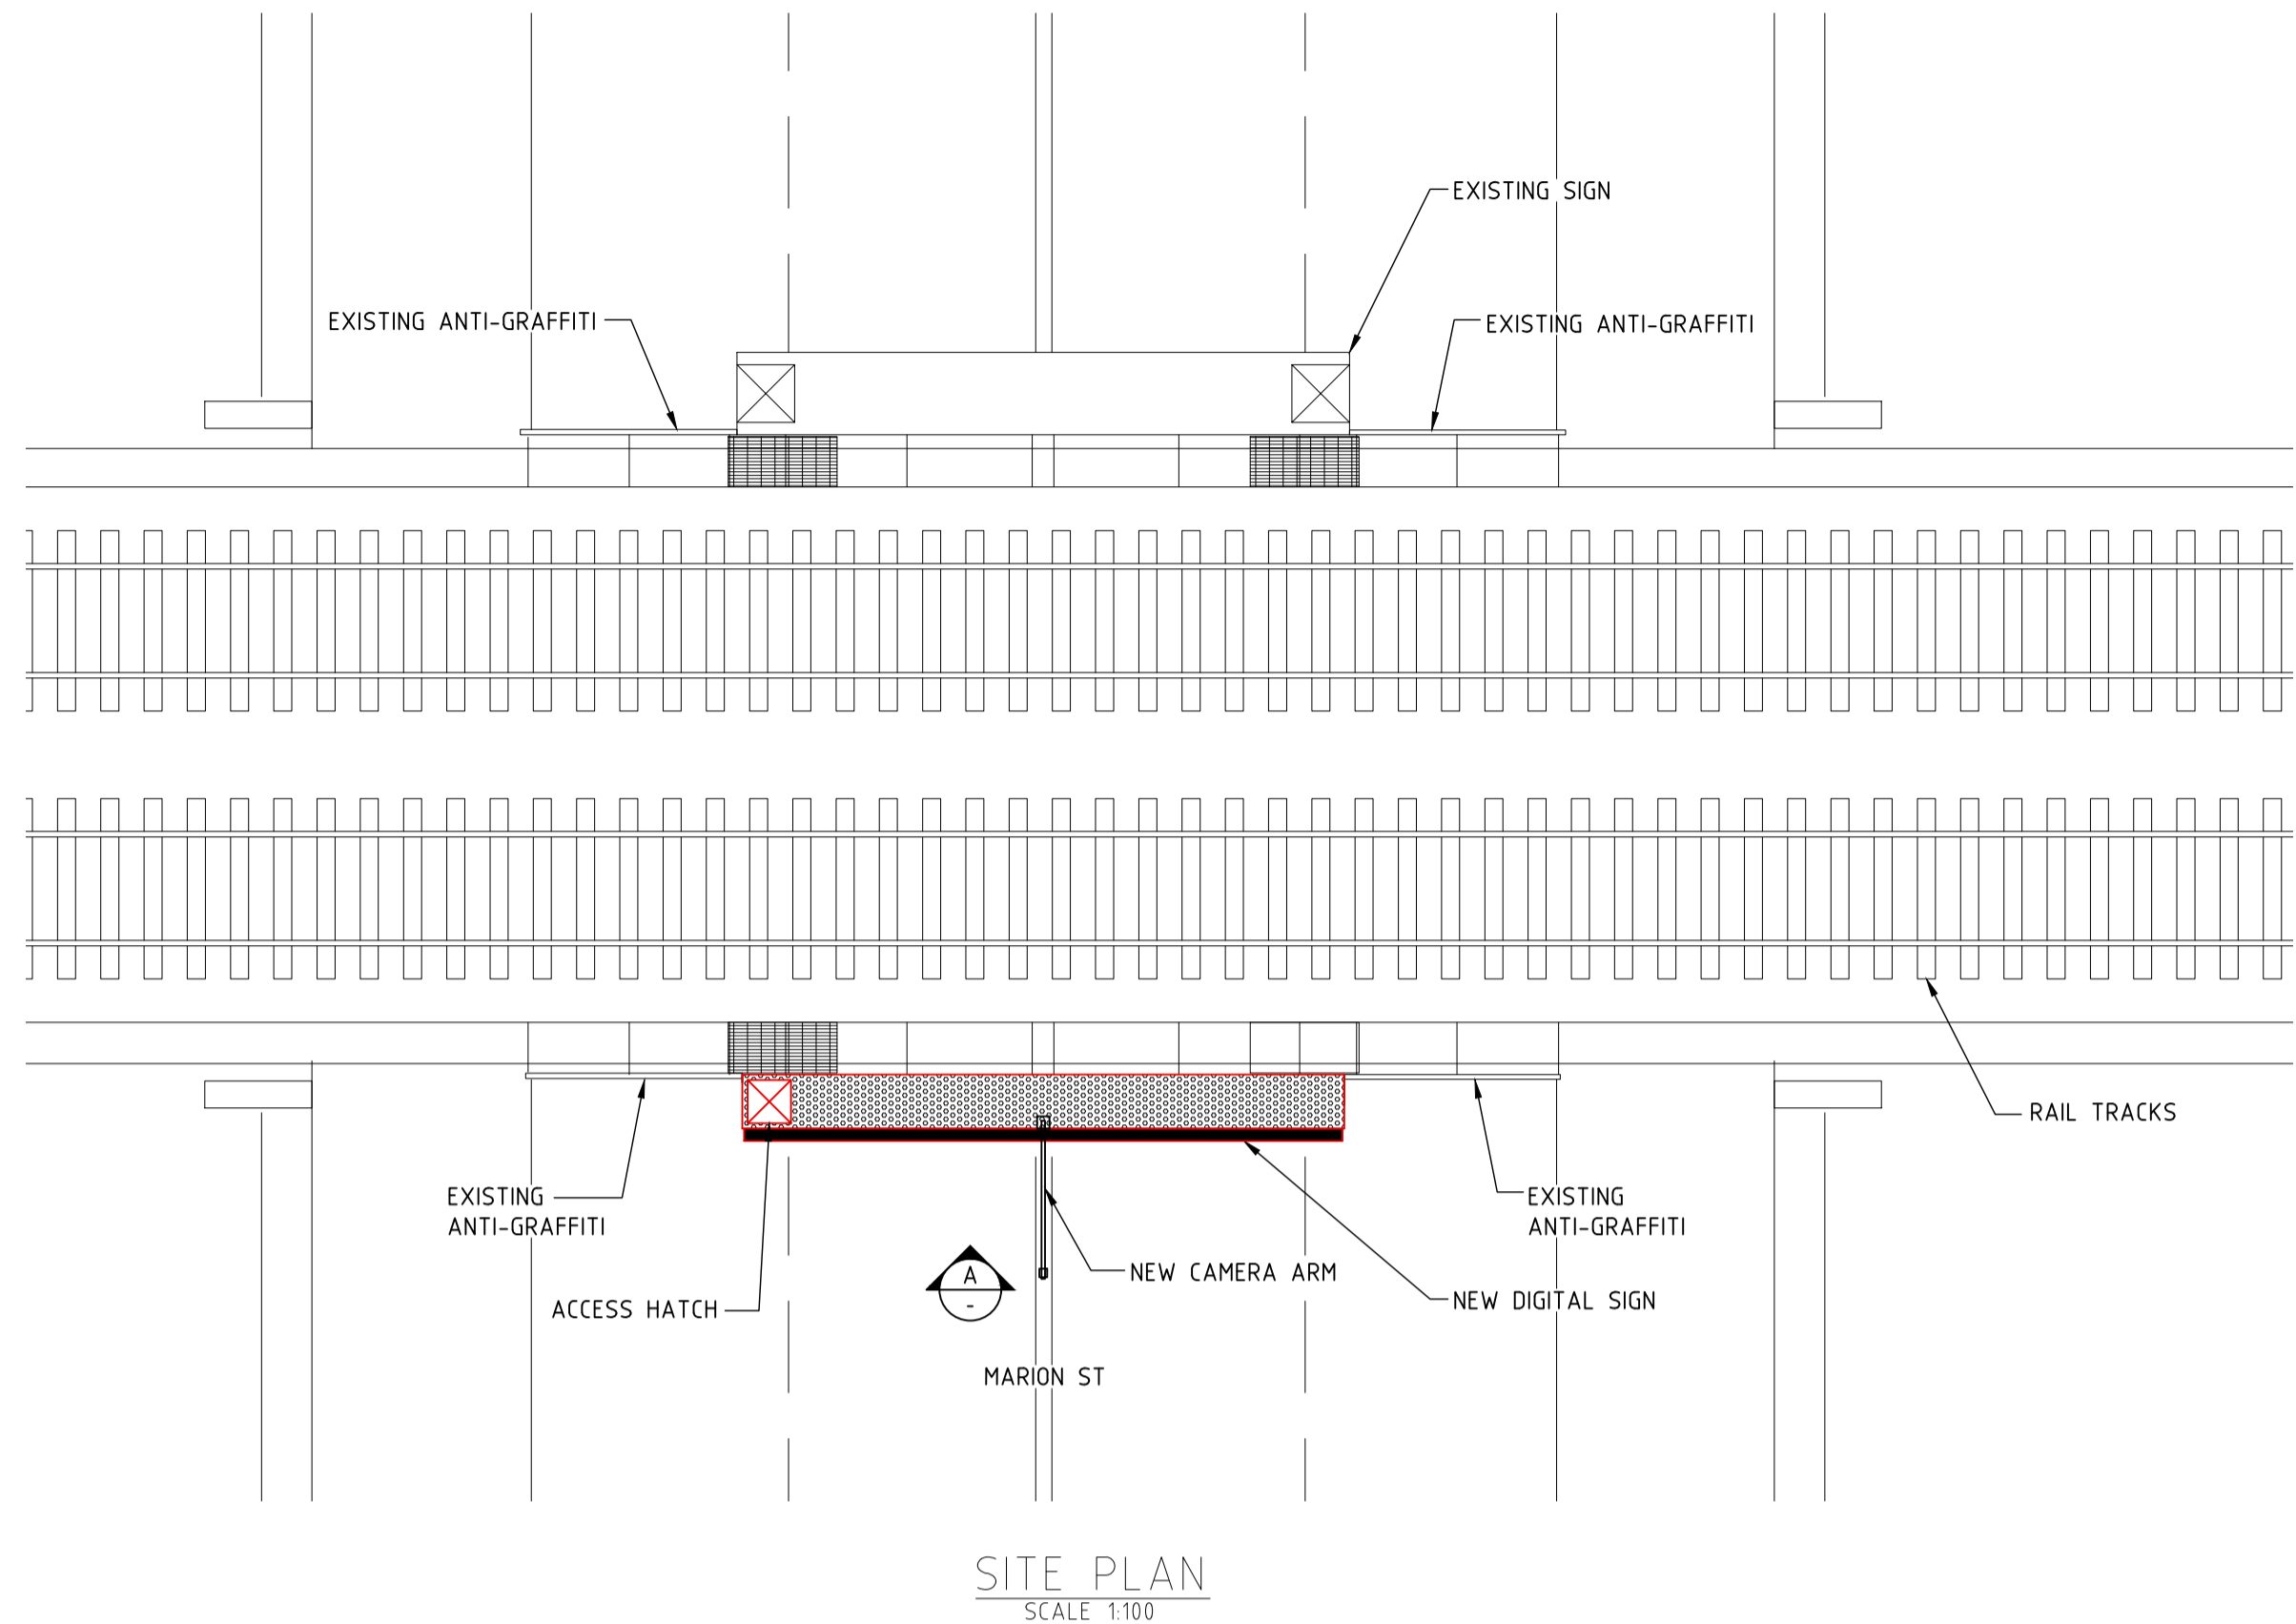 EXISTING SIGN
EXISTING ANTI-GRAFFITI
EXISTING ANTI-GRAFFITI
RAIL TRACKS
EXISTING
ANTI-GRAFFITI
EXISTING
ANTI-GRAFFITI
A
-
NEW CAMERA ARM
NEW DIGITAL SIGN
ACCESS HATCH
MARION ST
SITE PLAN
SCALE 1:100